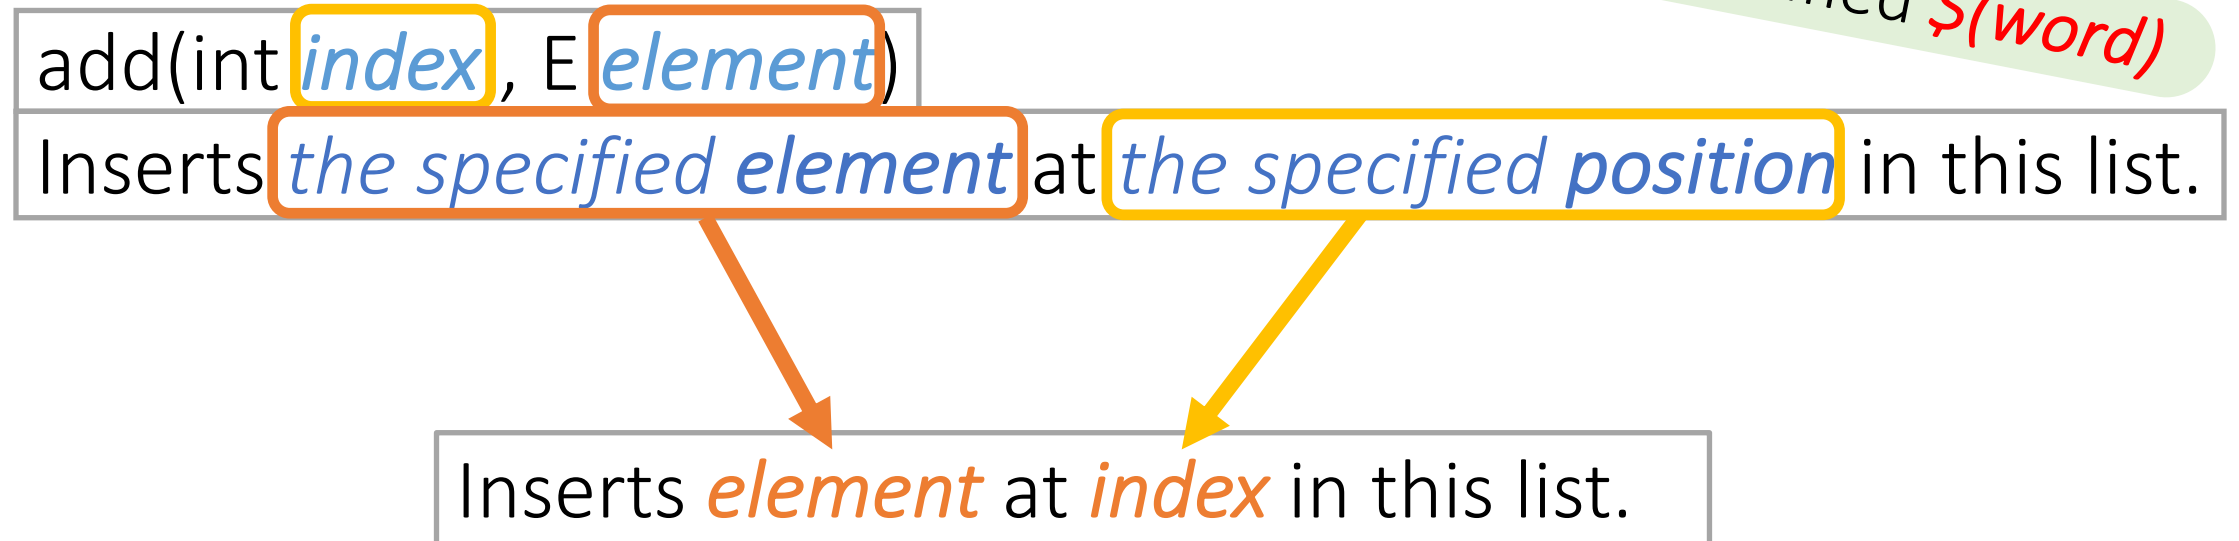 $(word)
add(int index, E element)
Inserts the specified element at the specified position in this list.
Inserts element at index in this list.